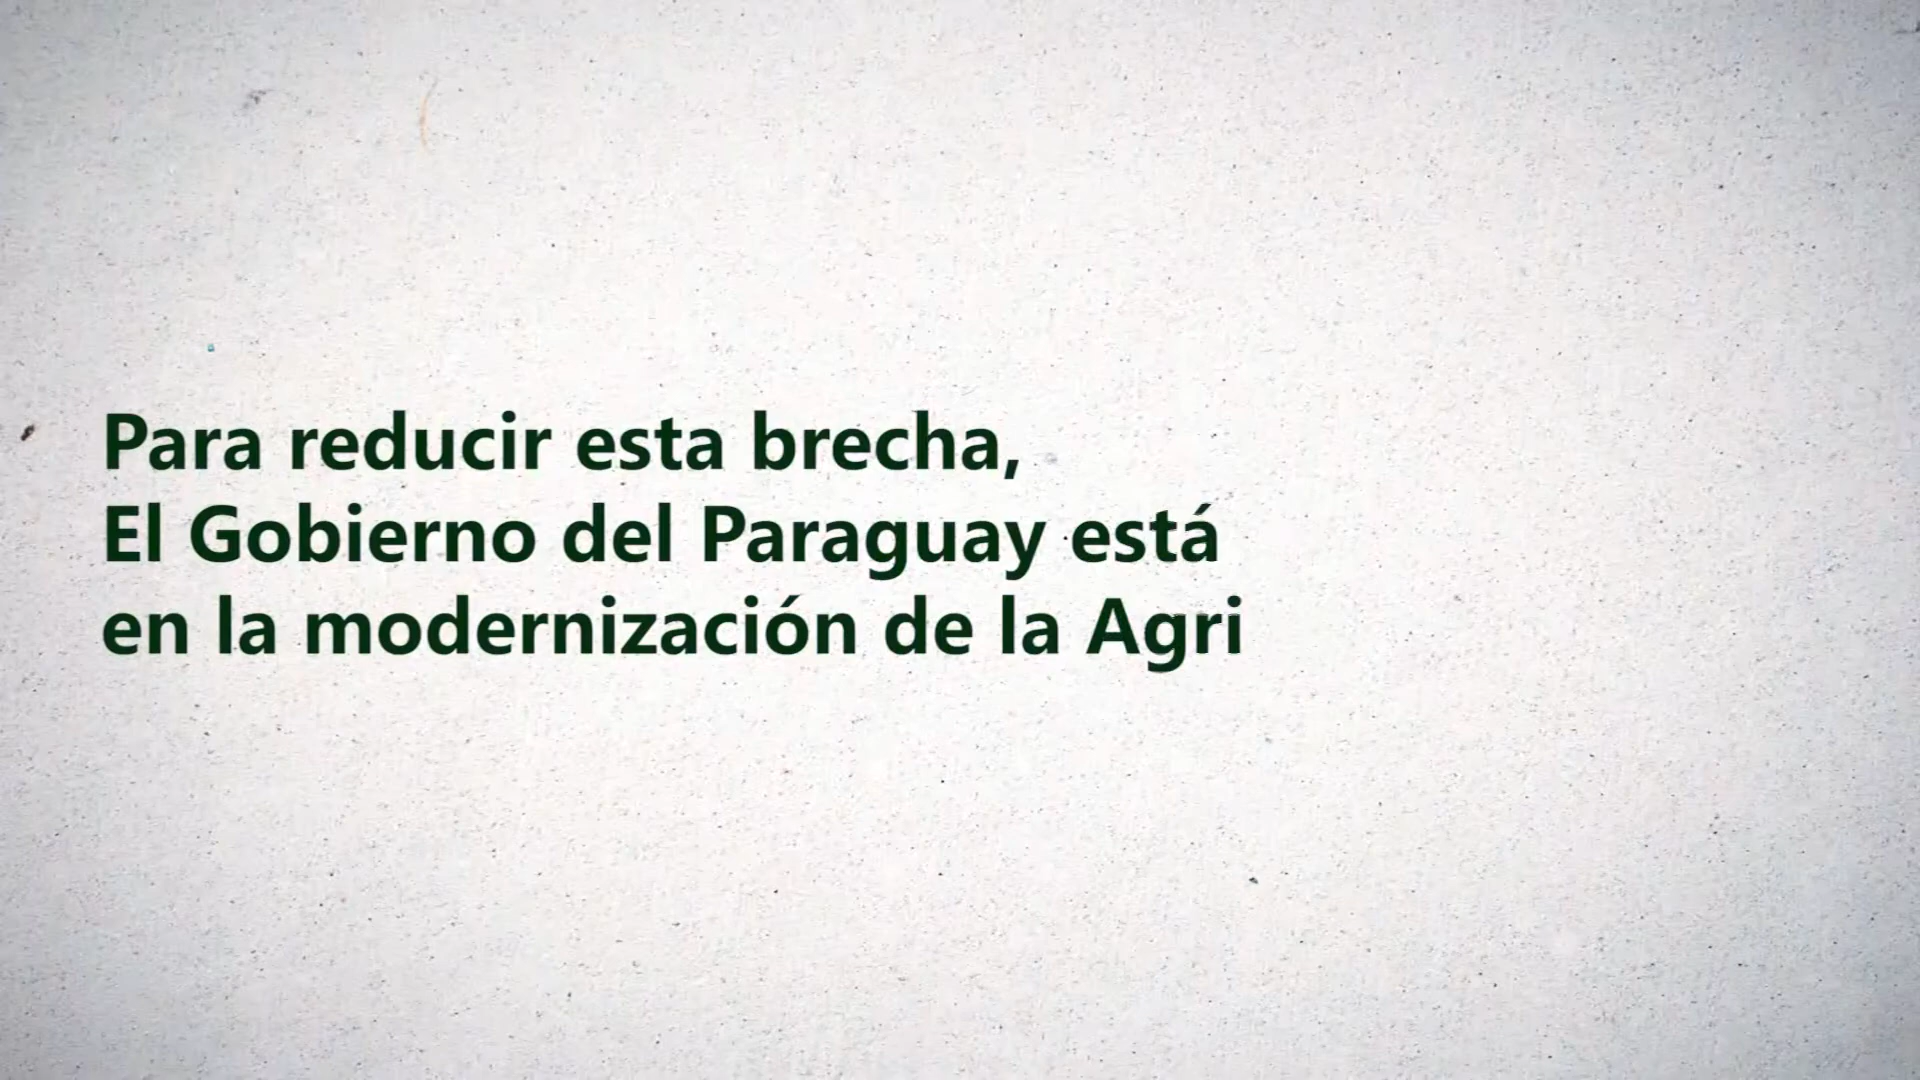 Para reducir esta brecha,
El Gobierno del Paraguay está
en la modernización de la Agri